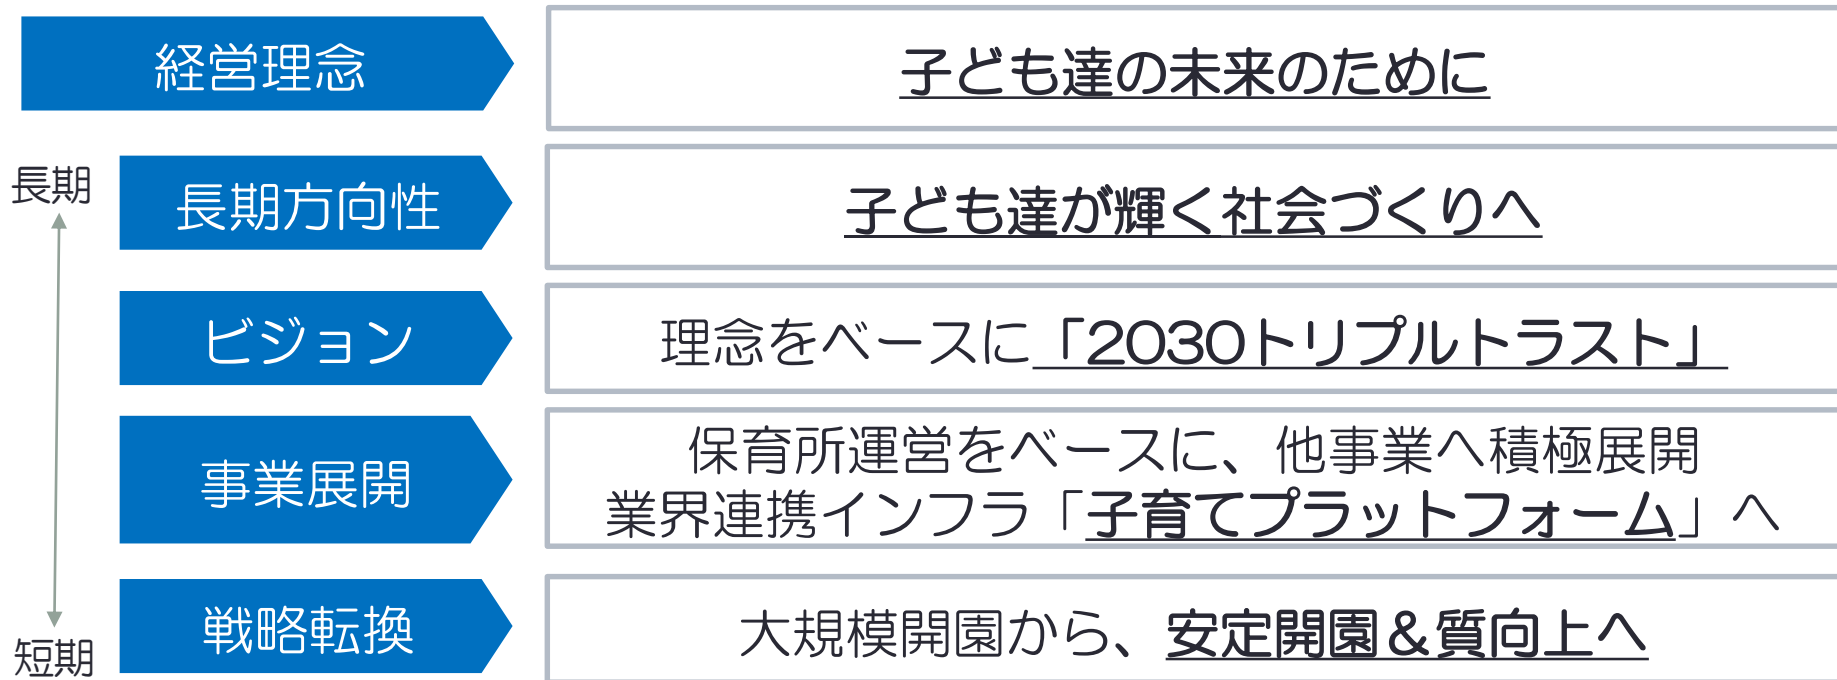 経営理念
子ども達の未来のために
長期
長期方向性
子ども達が輝く社会づくりへ
ビジョン
理念をベースに「2030トリプルトラスト」
事業展開
保育所運営をベースに、他事業へ積極展開
業界連携インフラ「子育てプラットフォーム」へ
戦略転換
大規模開園から、安定開園＆質向上へ
短期